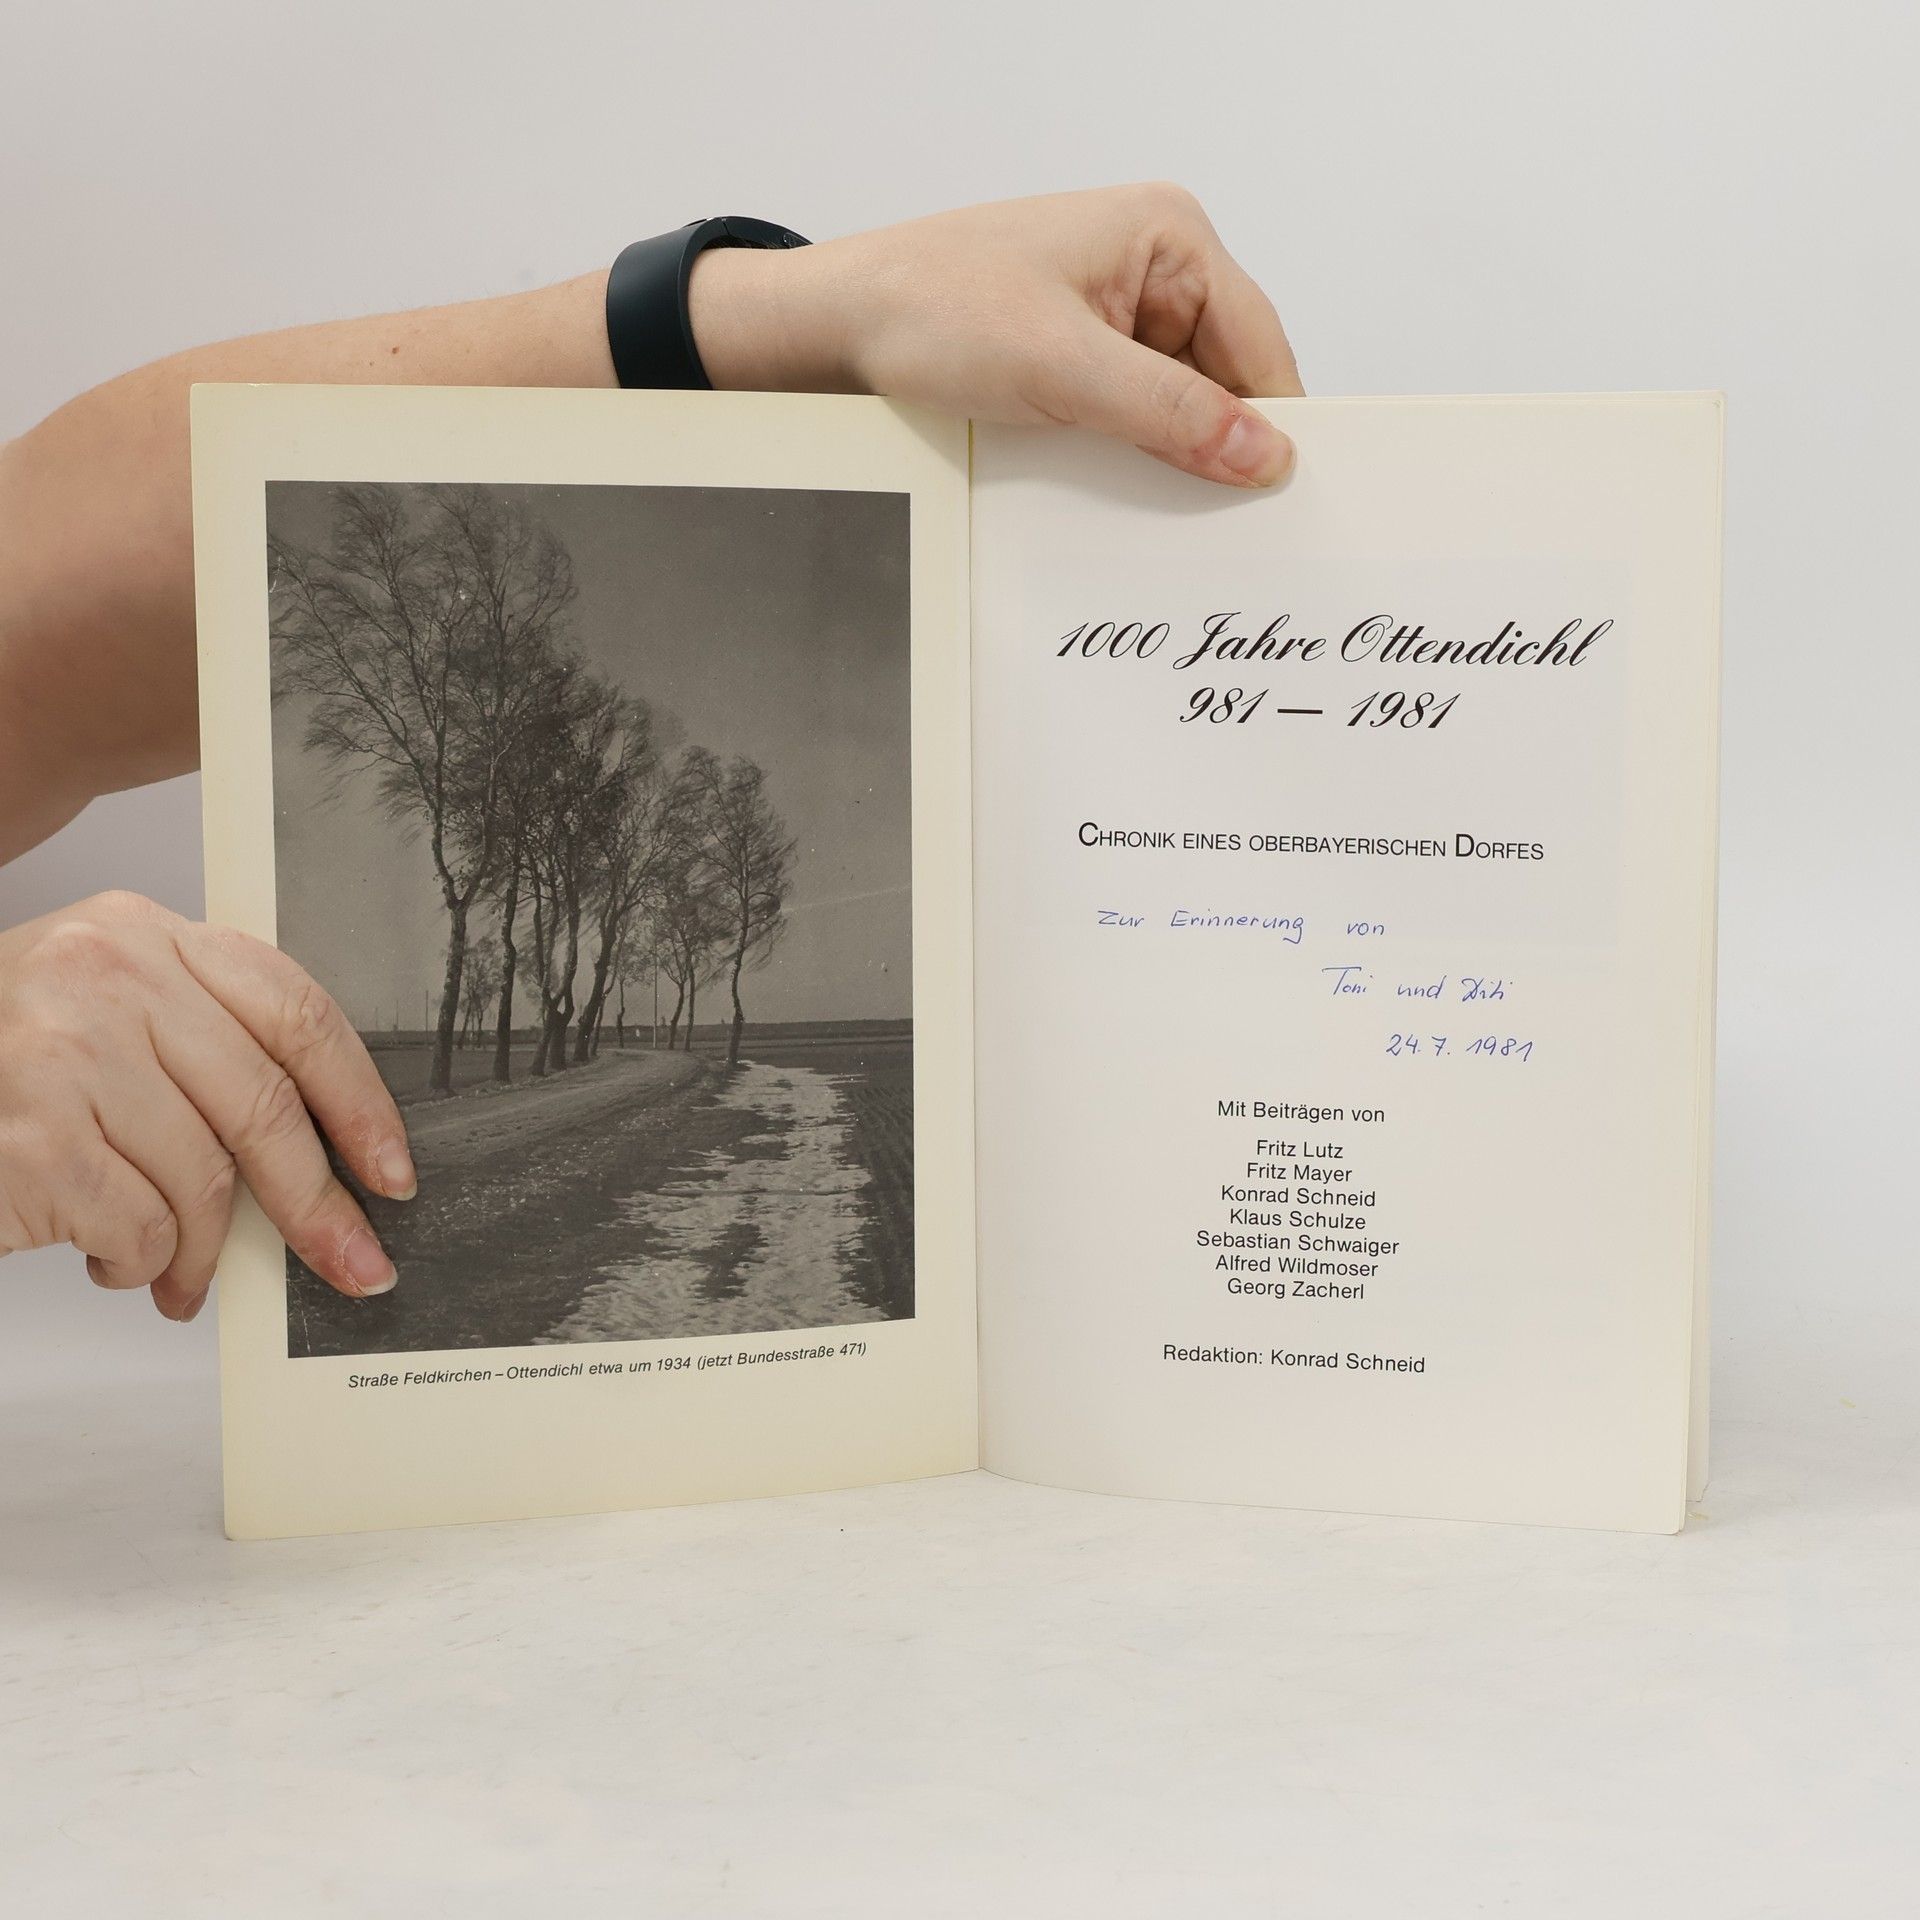 Straße Feldkirchen – Ottendichl etwa um 1934 (jetzt Bundesstraße 471)
1000 Jahre Ottendichl
981 — 1981
CHRONIK EINES OBERBAYERISCHEN DORFES
Zur Erinnerung von
Toni und
24.7.1981
Mit Beiträgen von
Fritz Lutz
Fritz Mayer
Konrad Schneid
Klaus Schulze
Sebastian Schwaiger
Alfred Wildmoser
Georg Zacherl
Redaktion: Konrad Schneid